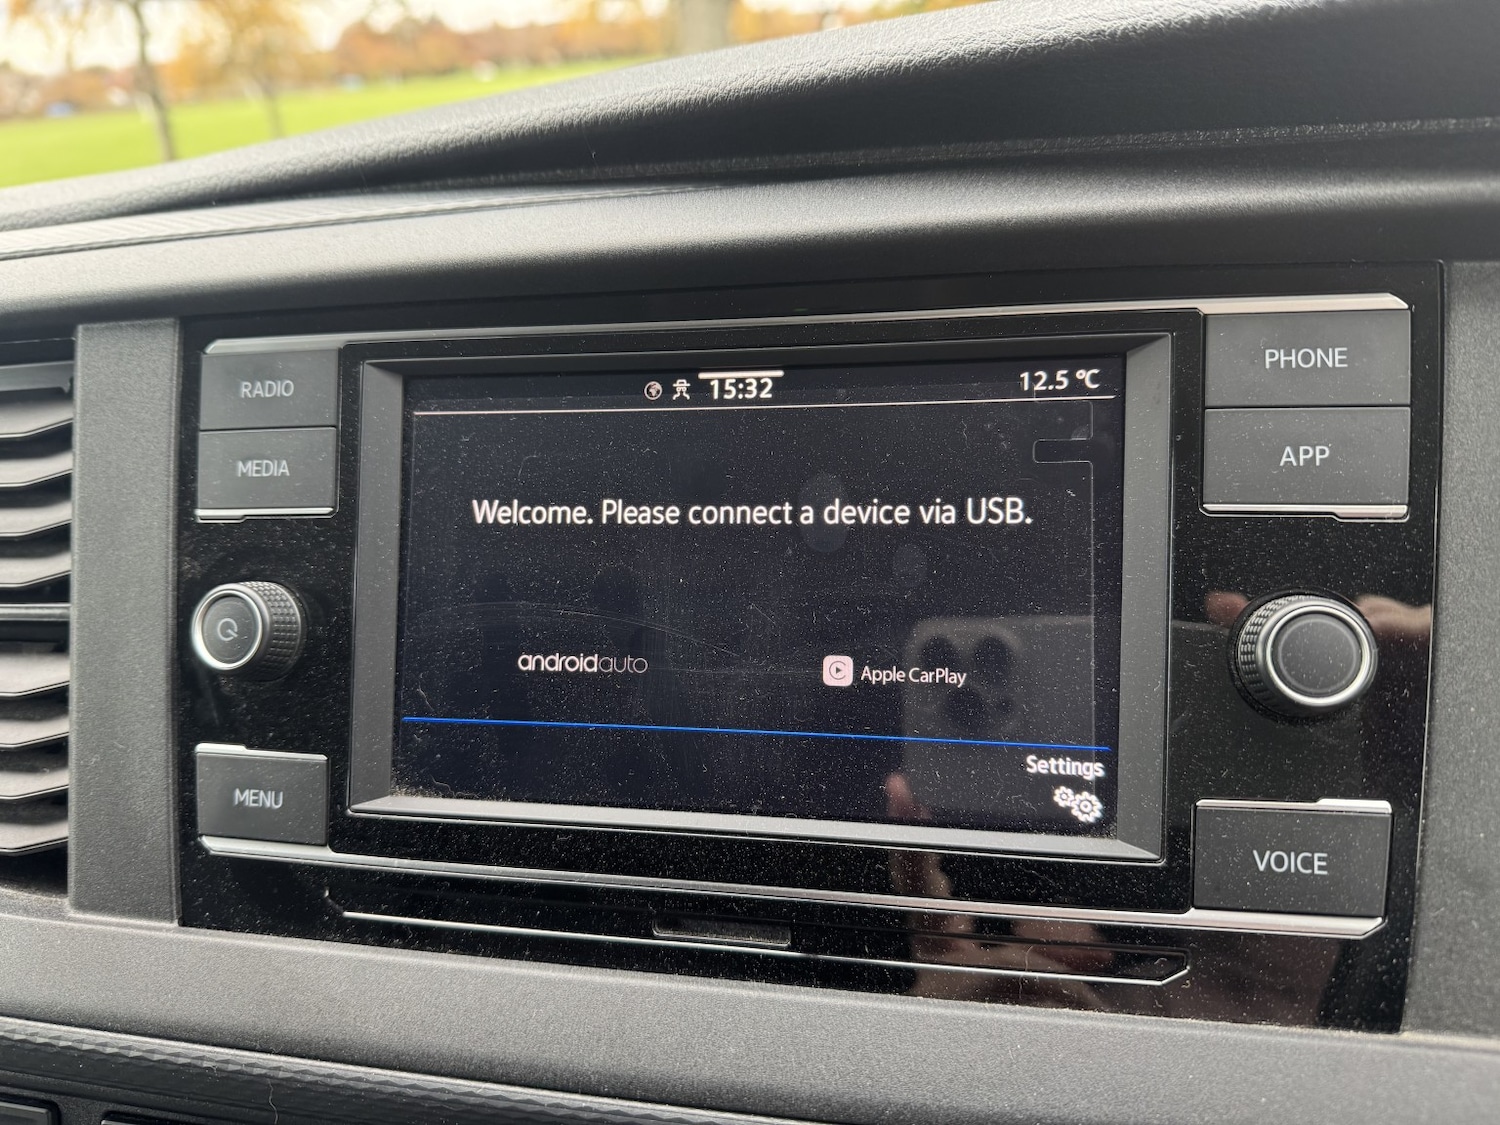 RADIO
MEDIA
MENU
15:32
12.5 °C
Welcome. Please connect a device via USB.
androidauto
Apple CarPlay
Settings
PHONE
APP
VOICE